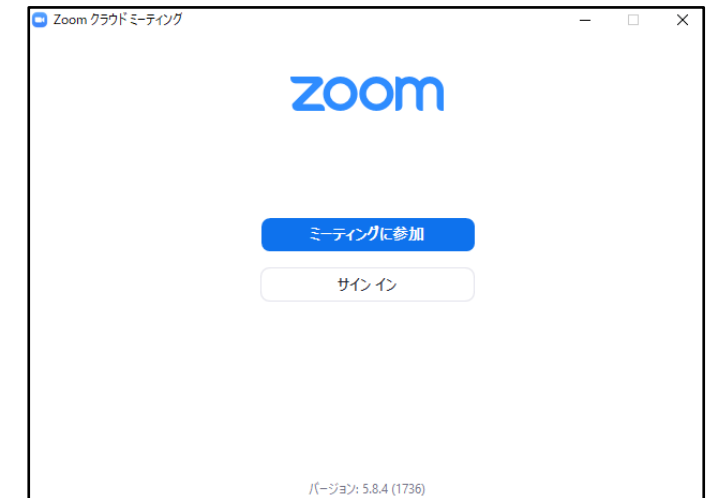 Zoom クラウド ミーティング
zoom
ミーティングに参加
サイン イン
バージョン: 5.8.4 (1736)